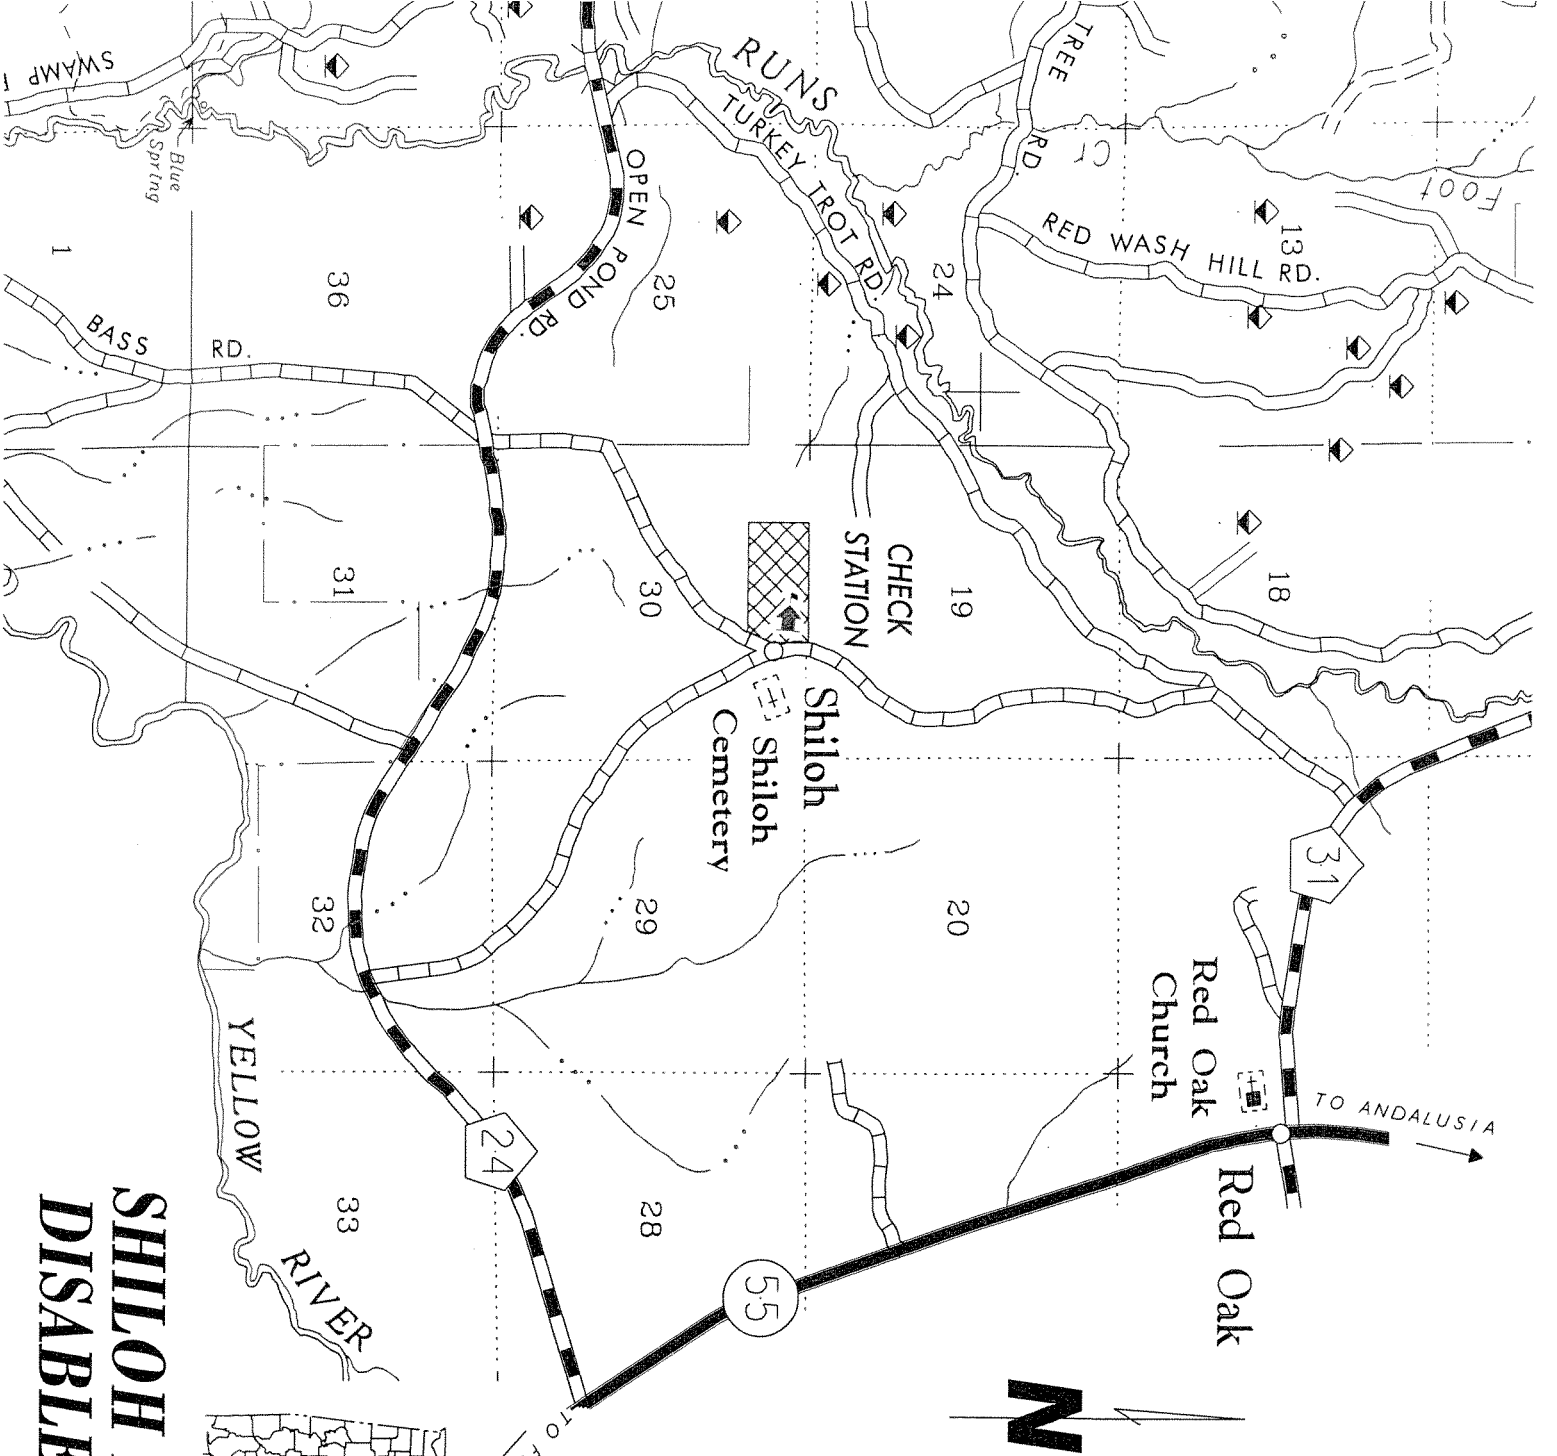 TREE
RD.
Cr
Foot
13
RED WASH HILL RD.
RUNS
TURKEY TROT RD.
24
18
OPEN POND RD.
25
CHECK
STATION
19
SWAMP
Blue
Spring
1
36
BASS RD.
31
30
Shiloh
Shiloh
Cemetery
31
20
29
32
Red Oak
Church
TO ANDALUSIA
Red Oak
YELLOW
RIVER
24
33
28
55
TO
N
SHILOH
DISABLE